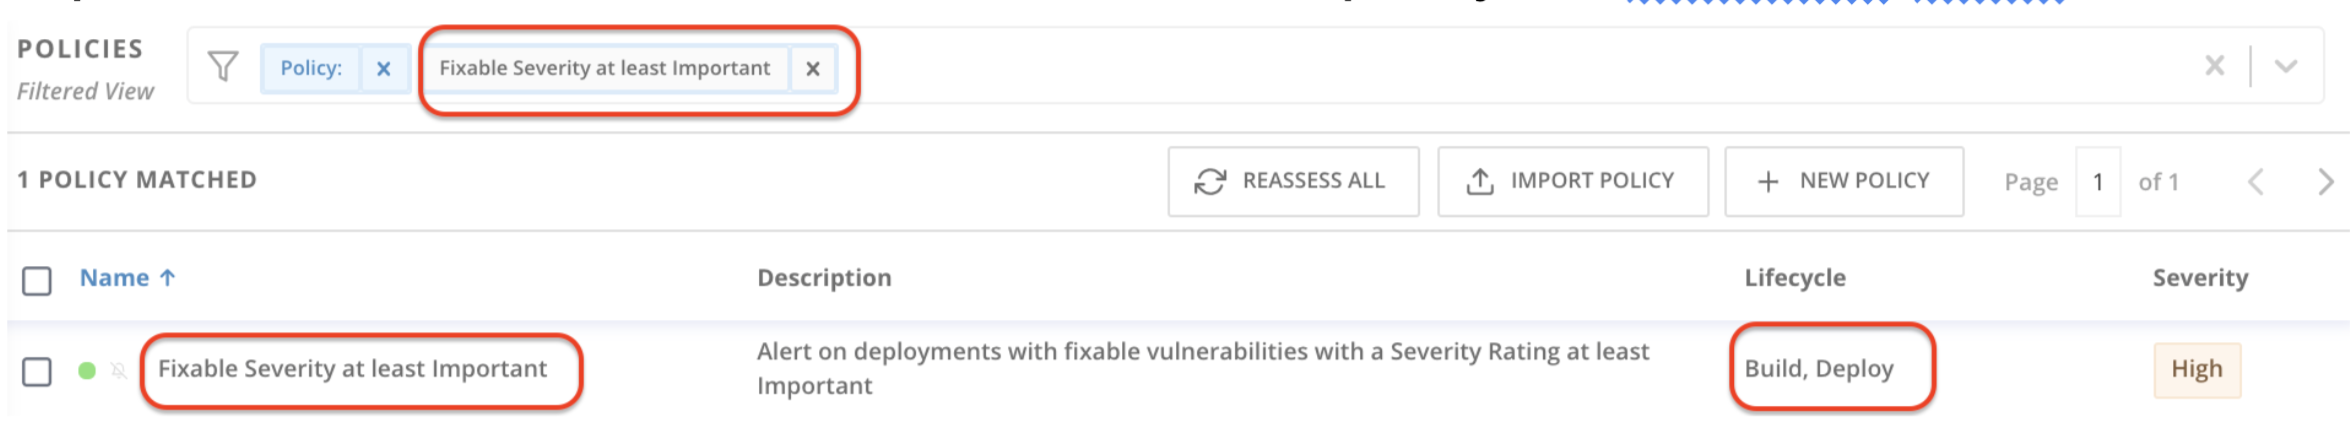 POLICIES
Filtered View
Policy: × Fixable Severity at least Important ×
1 POLICY MATCHED
REASSESS ALL
IMPORT POLICY
+ NEW POLICY
Page 1 of 1
Name ↑ Description Lifecycle Severity
Fixable Severity at least Important
Alert on deployments with fixable vulnerabilities with a Severity Rating at least
Important
Build, Deploy
High